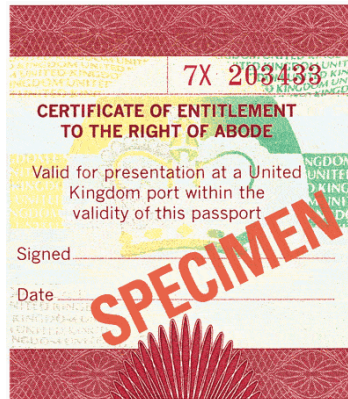 7X 203433
CERTIFICATE OF ENTITLEMENT
TO THE RIGHT OF ABODE
Valid for presentation at a United
Kingdom port within the
validity of this passport
Signed
Date
SPECIMEN